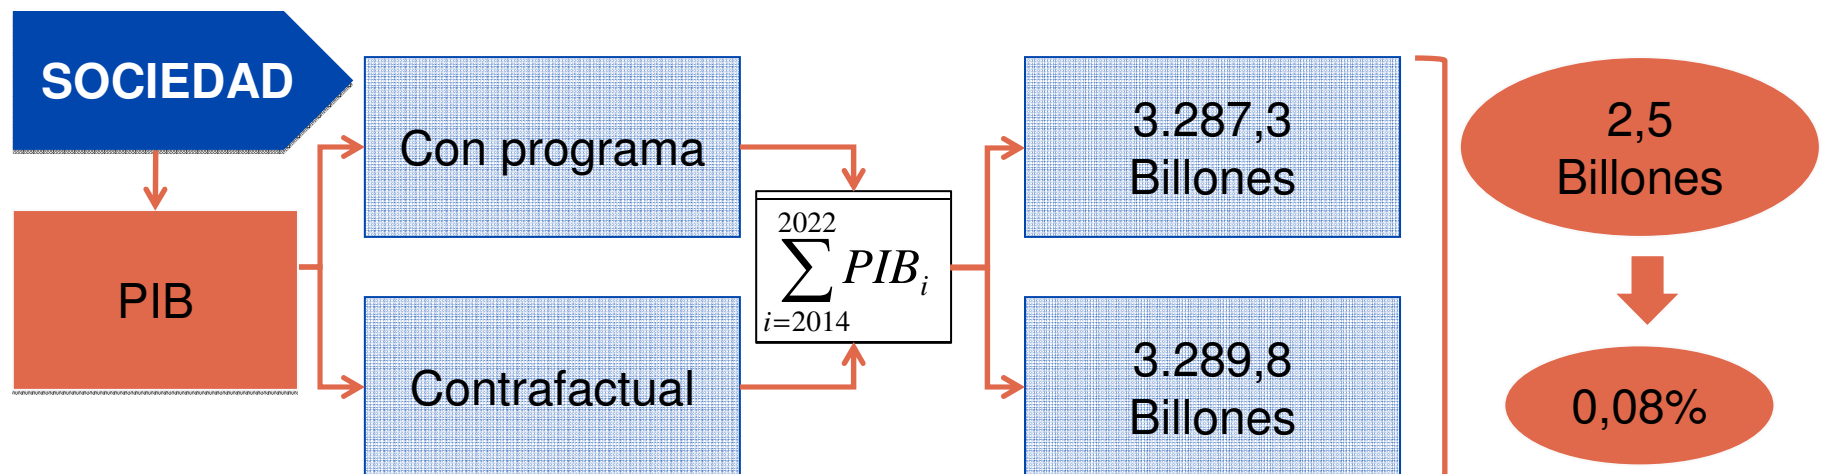 SOCIEDAD
PIB
Con programa
Contrafactual
2022
∑ PIBi
i=2014
3.287,3
Billones
3.289,8
Billones
2,5
Billones
0,08%